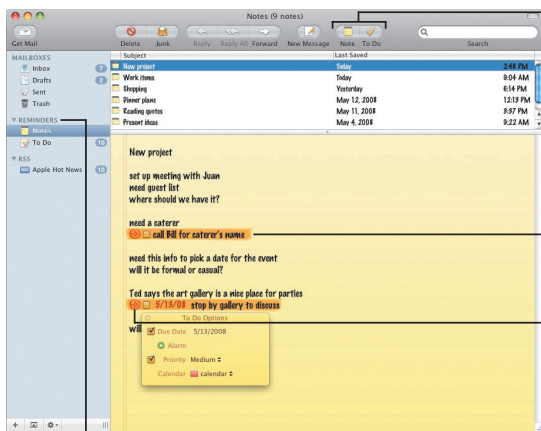 Notes (9 notes)
Get Mail Delete Junk Reply Reply All Forward New Message Note To Do Search
MAILBOXES
Inbox 7
Drafts 2
Sent
Trash
REMINDERS
Notes
To Do 10
RSS
Apple Hot News 10
Subject Last Saved
New project Today 2:48 PM
Work items Today 9:04 AM
Shopping Yesterday 6:14 PM
Dinner plans May 12, 2008 12:19 PM
Reading quotes May 11, 2008
Present ideas May 4, 2008 9:22 AM
New project
set up meeting with Juan
need guest list
where should we have it?
need a caterer
call Bill for caterer's name
need this info to pick a date for the event
will it be formal or casual?
Ted says the art gallery is a nice place for parties
5/13/08 stop by gallery to discuss
will
To Do Options
Due Date 5/13/2008
Alarm
Priority Medium
Calendar calendar